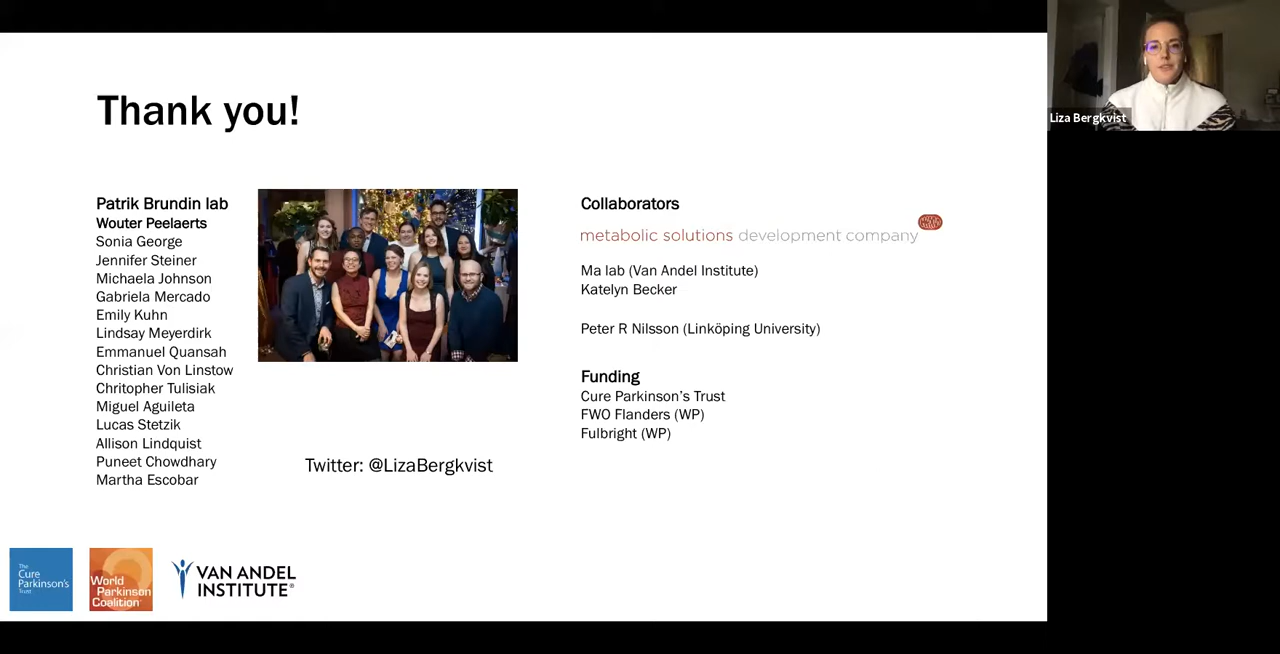 Thank you!
Patrik Brundin lab
Wouter Peelaerts
Sonia George
Jennifer Steiner
Michaela Johnson
Gabriela Mercado
Emily Kuhn
Lindsay Meyerdirk
Emmanuel Quansah
Christian Von Linstow
Chritopher Tulisiak
Miguel Aguileta
Lucas Stetzik
Allison Lindquist
Puneet Chowdhary
Martha Escobar
Twitter: @LizaBergkvist
Collaborators
metabolic solutions development company
Ma lab (Van Andel Institute)
Katelyn Becker
Peter R Nilsson (Linköping University)
Funding
Cure Parkinson's Trust
FWO Flanders (WP)
Fulbright (WP)
The
Cure
Parkinson's
Trust
World
Parkinson
Coalition
VAN ANDEL
INSTITUTE®
Liza Bergkvist